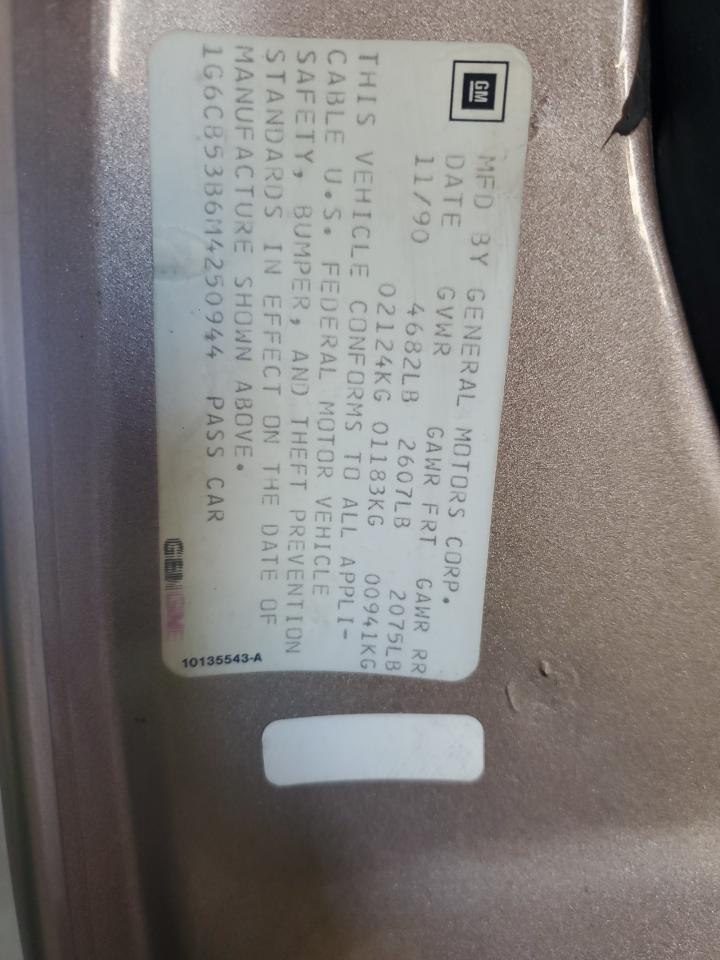 GM
MFD BY GENERAL MOTORS CORP.
DATE GVWR GAWR FRT GAWR RR
11/90 4682LB 2607LB 2075LB
02124KG 01183KG 00941KG
THIS VEHICLE CONFORMS TO ALL APPLI-
CABLE U.S. FEDERAL MOTOR VEHICLE
SAFETY, BUMPER, AND THEFT PREVENTION
STANDARDS IN EFFECT ON THE DATE OF
MANUFACTURE SHOWN ABOVE.
1G6CB53B6M4250944 PASS CAR
10135543-A